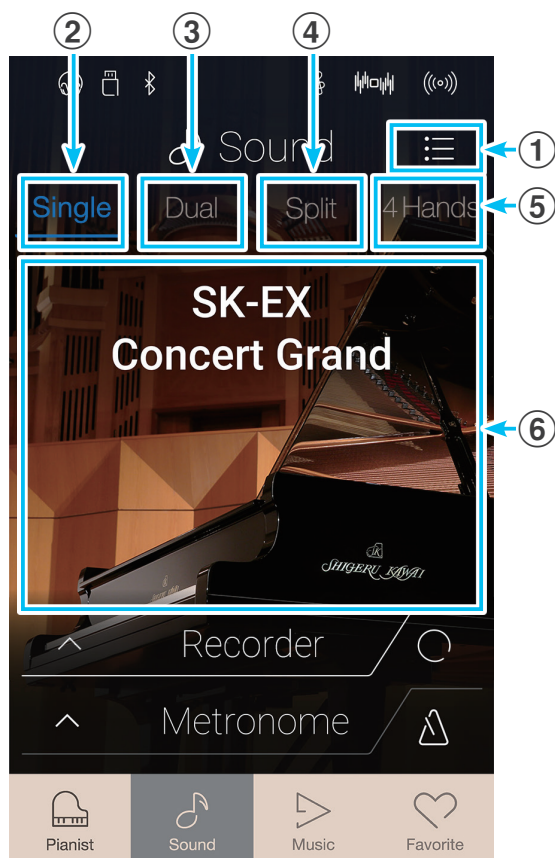 ② ③ ④
Sound ①
Single Dual Split 4 Hands ⑤
SK-EX
Concert Grand
⑥
SK
SHIGERU KAWAI
Recorder
Metronome
Pianist Sound Music Favorite